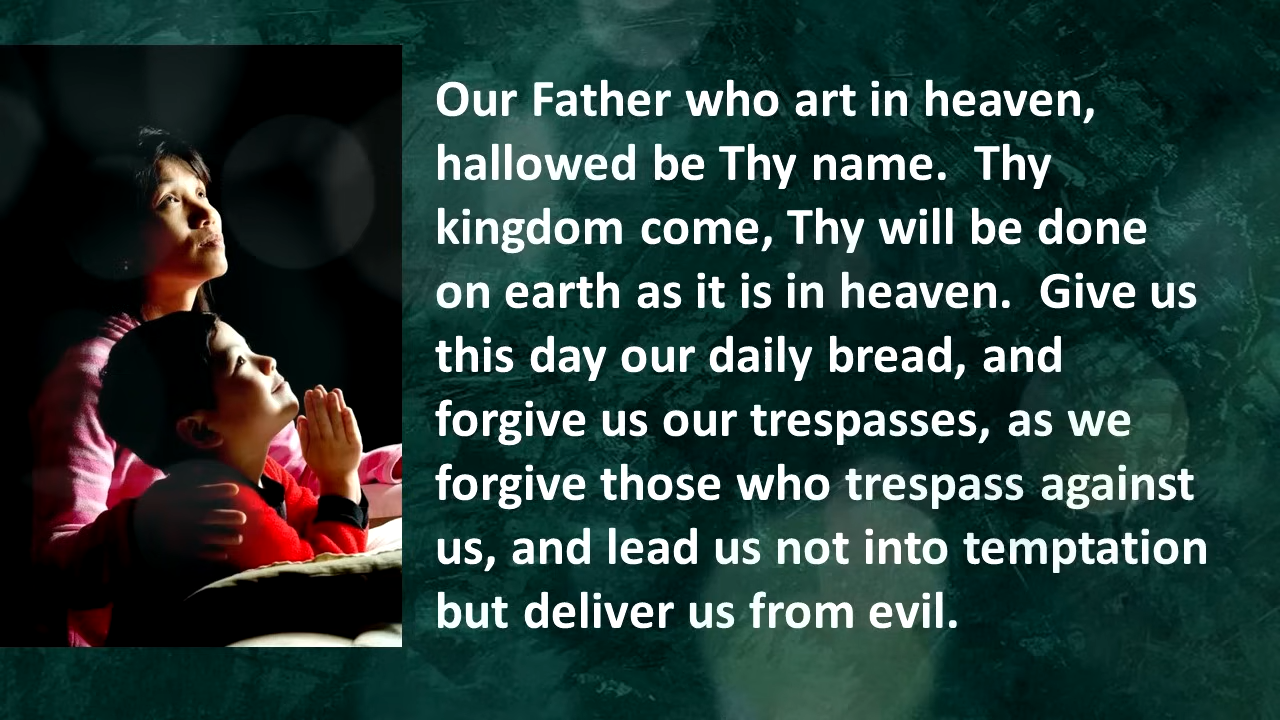 Our Father who art in heaven,
hallowed be Thy name.  Thy
kingdom come, Thy will be done
on earth as it is in heaven.  Give us
this day our daily bread, and
forgive us our trespasses, as we
forgive those who trespass against
us, and lead us not into temptation
but deliver us from evil.